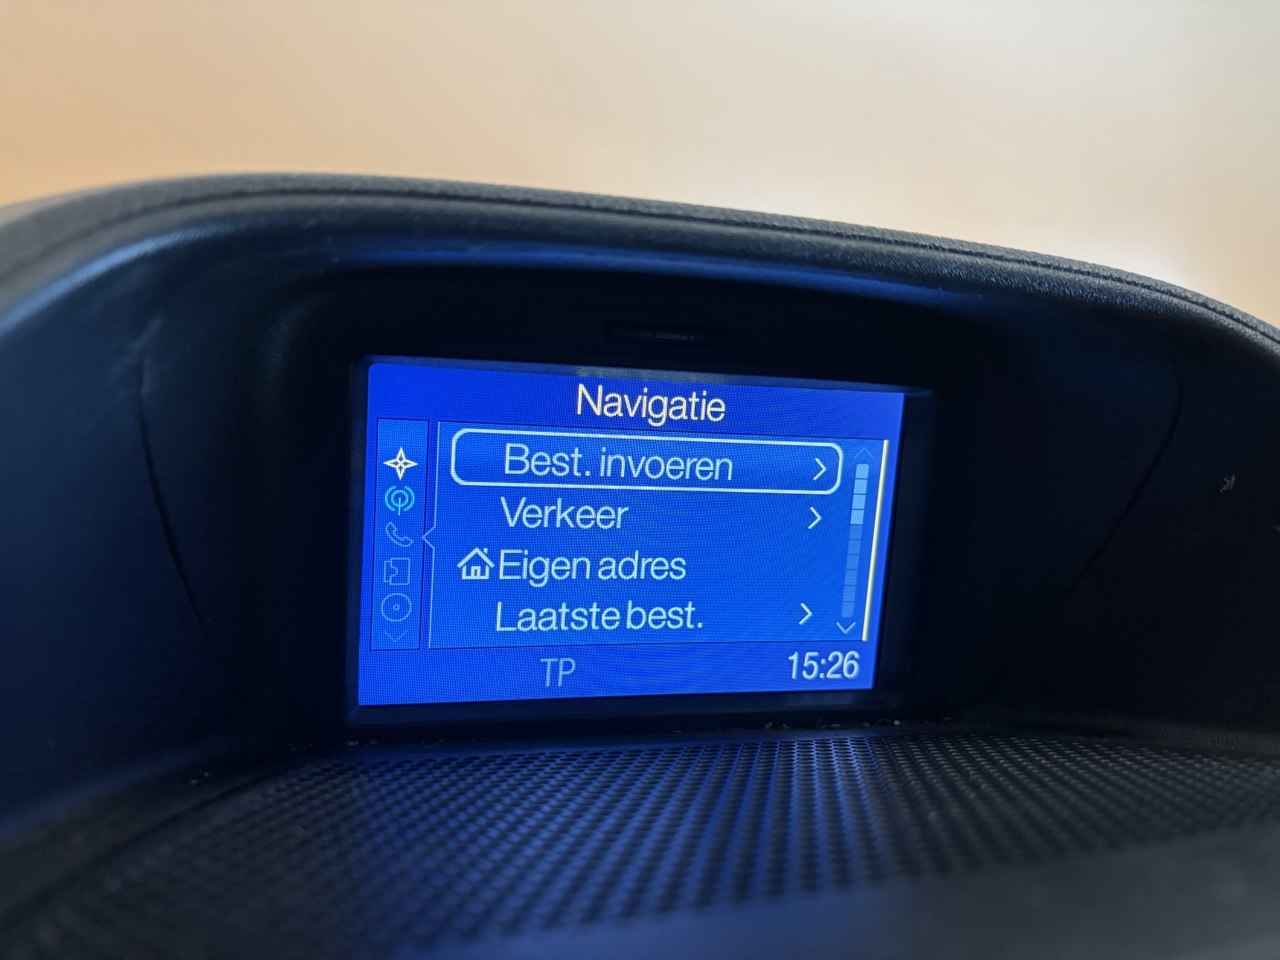 Navigatie
Best. invoeren
Verkeer
Eigen adres
Laatste best.
TP 15:26